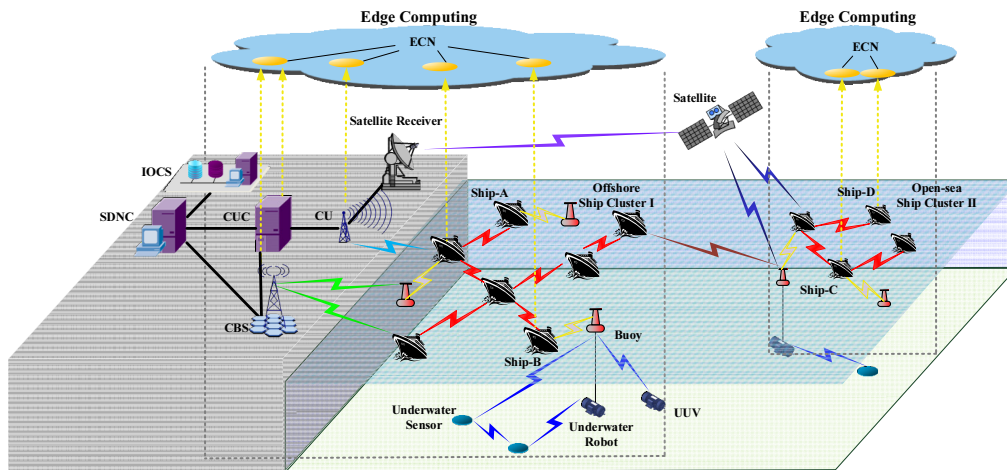 Edge Computing
Edge Computing
ECN
ECN
Satellite
Satellite Receiver
IOCS
SDNC
CUC
CU
Ship-A
Offshore
Ship Cluster I
Ship-D
Open-sea
Ship Cluster II
Ship-C
CBS
Ship-B
Buoy
Underwater
Sensor
Underwater
Robot
UUV